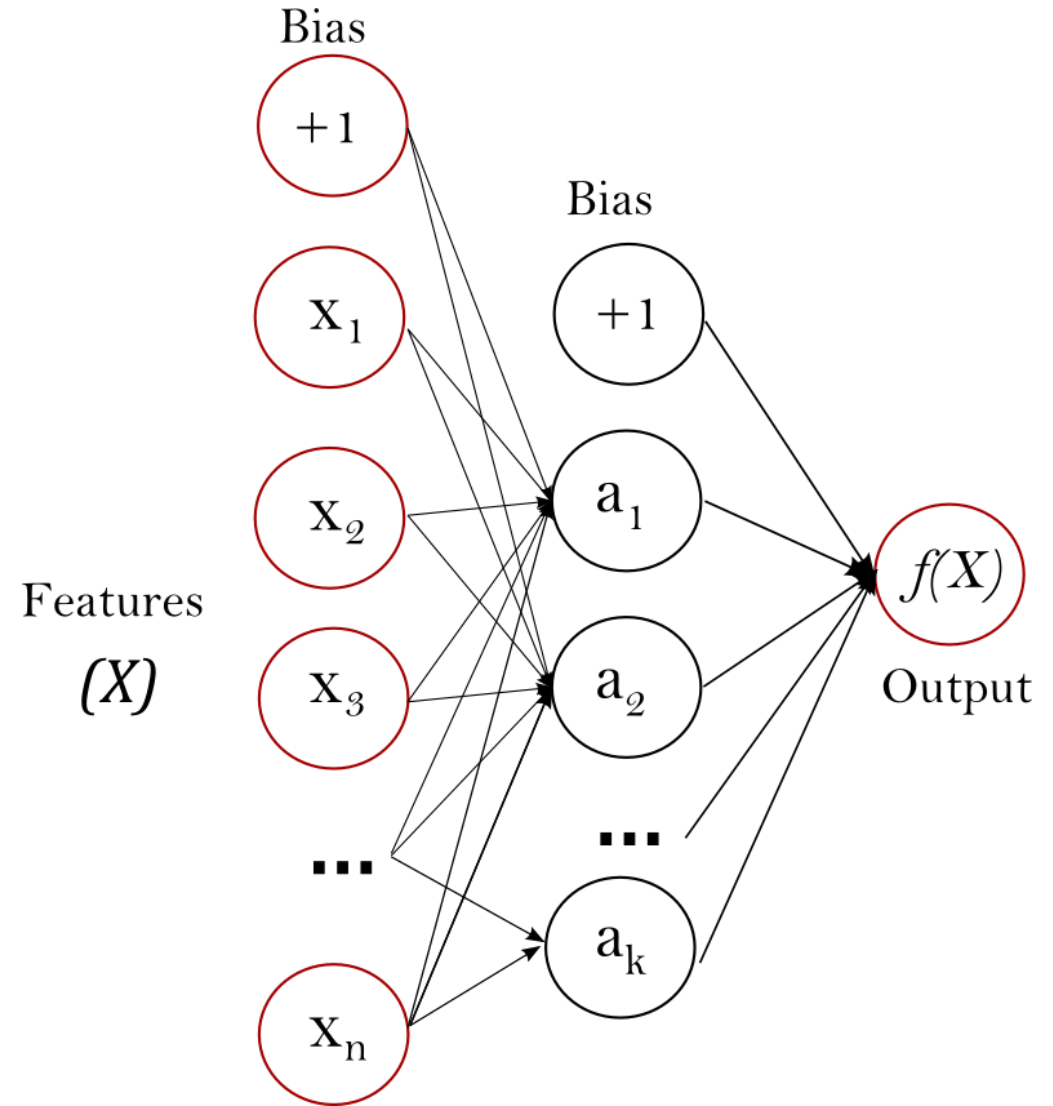 Bias
+1
Bias
x₁
+1
x₂
a₁
Features
(X)
f(X)
x₃
a₂
Output
...
...
aₖ
xₙ